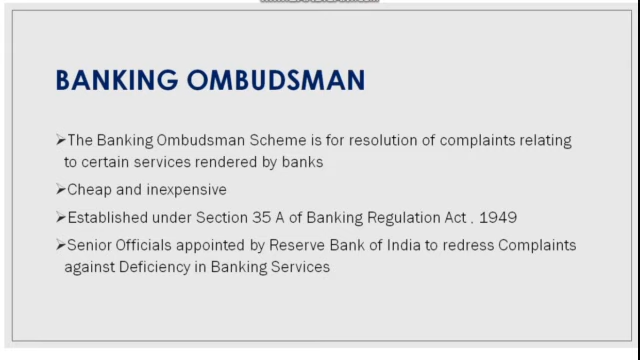 BANKING OMBUDSMAN
➢The Banking Ombudsman Scheme is for resolution of complaints relating
to certain services rendered by banks
➢Cheap and inexpensive
➢Established under Section 35 A of Banking Regulation Act , 1949
➢Senior Officials appointed by Reserve Bank of India to redress Complaints
against Deficiency in Banking Services